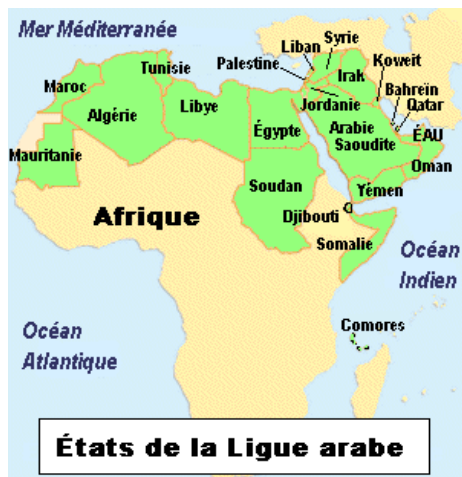 Mer Méditerranée
Syrie
Liban
Koweit
Tunisie
Palestine
Irak
Maroc
Bahreïn
Jordanie
Qatar
Libye
Algérie
Égypte
Arabie
Saoudite
ÉAU
Mauritanie
Oman
Soudan
Yémen
Afrique
Djibouti
Somalie
Océan
Indien
Comores
Océan
Atlantique
États de la Ligue arabe